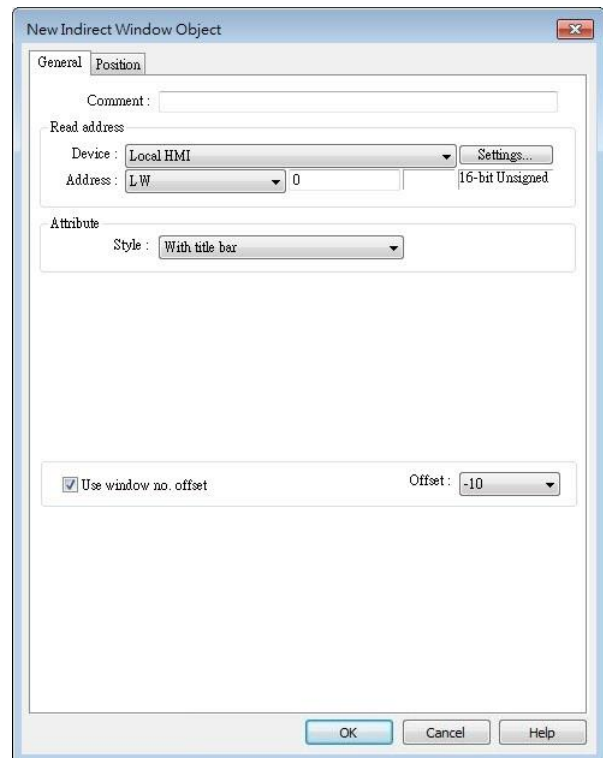 New Indirect Window Object
General Position
Comment :
Read address
Device : Local HMI Settings...
Address : LW 0 16-bit Unsigned
Attribute
Style : With title bar
Use window no. offset Offset : -10
OK Cancel Help